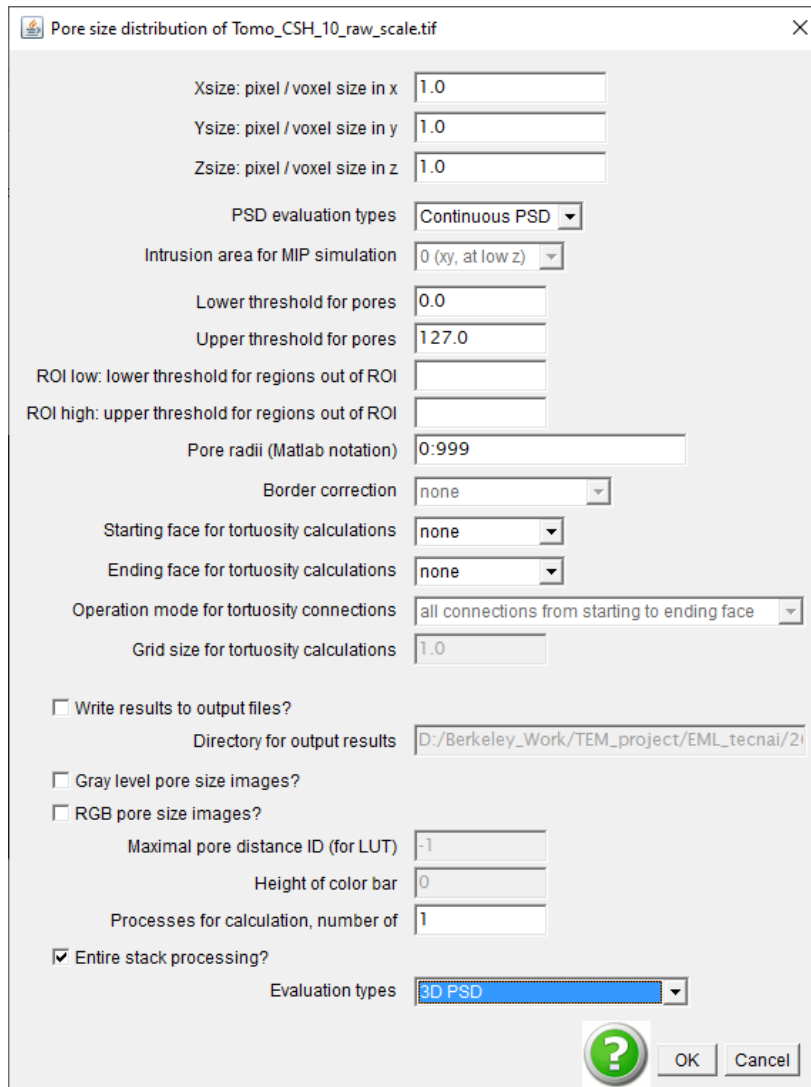 Pore size distribution of Tomo_CSH_10_raw_scale.tif
Xsize: pixel / voxel size in x 1.0
Ysize: pixel / voxel size in y 1.0
Zsize: pixel / voxel size in z 1.0
PSD evaluation types Continuous PSD
Intrusion area for MIP simulation 0 (xy, at low z)
Lower threshold for pores 0.0
Upper threshold for pores 127.0
ROI low: lower threshold for regions out of ROI
ROI high: upper threshold for regions out of ROI
Pore radii (Matlab notation) 0:999
Border correction none
Starting face for tortuosity calculations none
Ending face for tortuosity calculations none
Operation mode for tortuosity connections all connections from starting to ending face
Grid size for tortuosity calculations 1.0
Write results to output files?
Directory for output results D:/Berkeley_Work/TEM_project/EML_tecnai/2
Gray level pore size images?
RGB pore size images?
Maximal pore distance ID (for LUT) -1
Height of color bar 0
Processes for calculation, number of 1
Entire stack processing?
Evaluation types 3D PSD
? OK Cancel